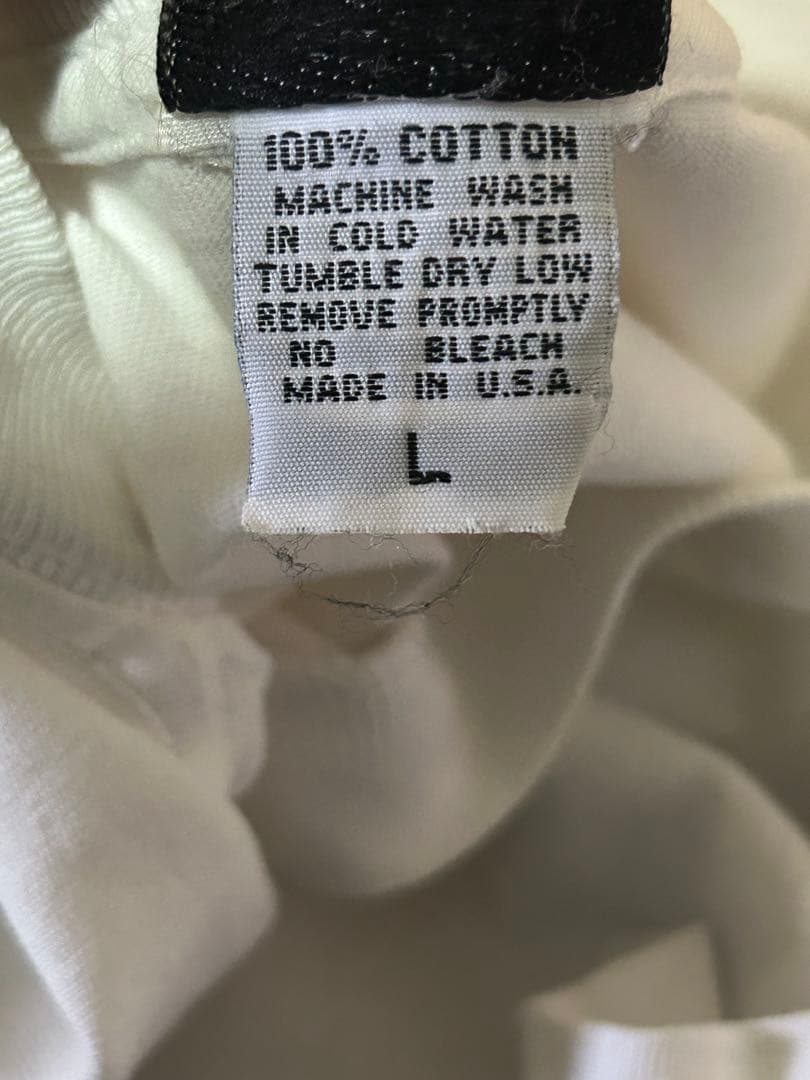 100% COTTON
MACHINE WASH
IN COLD WATER
TUMBLE DRY LOW
REMOVE PROMPTLY
NO BLEACH
MADE IN U.S.A.
L